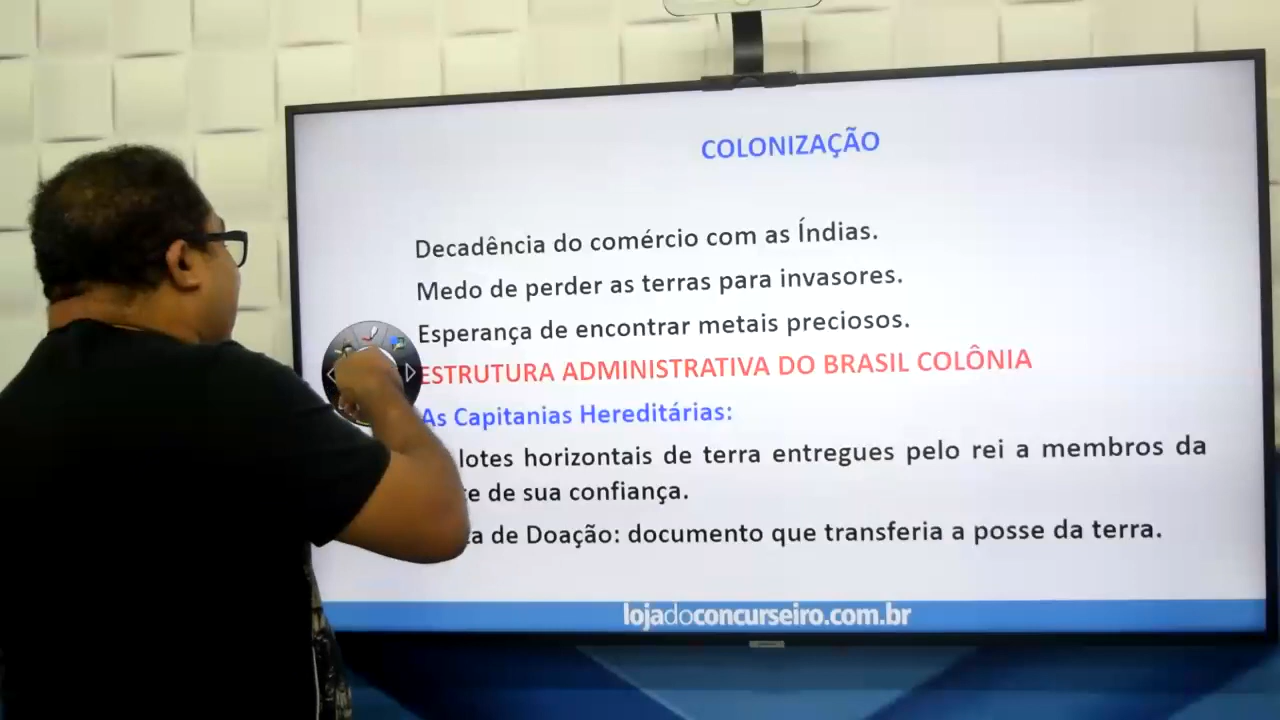 COLONIZAÇÃO
Decadência do comércio com as Índias.
Medo de perder as terras para invasores.
Esperança de encontrar metais preciosos.
ESTRUTURA ADMINISTRATIVA DO BRASIL COLÔNIA
As Capitanias Hereditárias:
lotes horizontais de terra entregues pelo rei a membros da
de sua confiança.
de Doação: documento que transferia a posse da terra.
lojadoconcurseiro.com.br